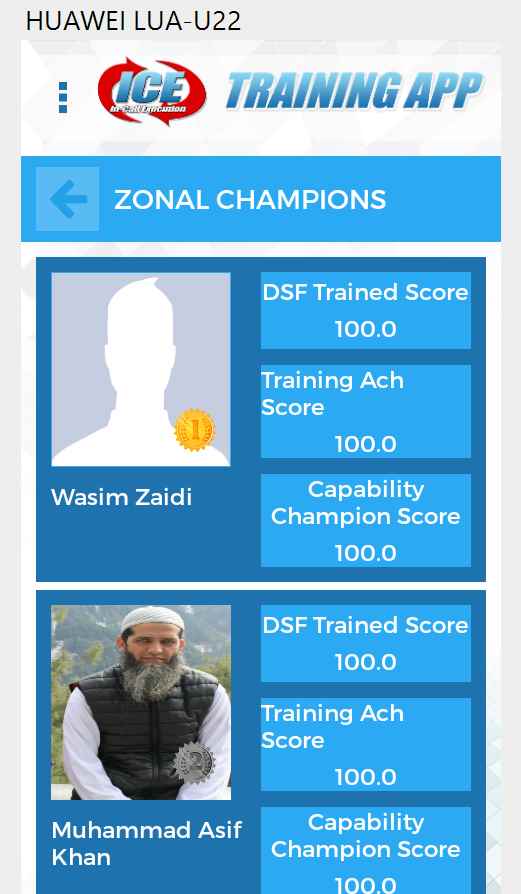 HUAWEI LUA-U22
ICE
In-Call Execution
TRAINING APP
ZONAL CHAMPIONS
DSF Trained Score
100.0
Training Ach
Score
100.0
1
Capability
Champion Score
100.0
Wasim Zaidi
DSF Trained Score
100.0
Training Ach
Score
100.0
2
Capability
Champion Score
100.0
Muhammad Asif
Khan